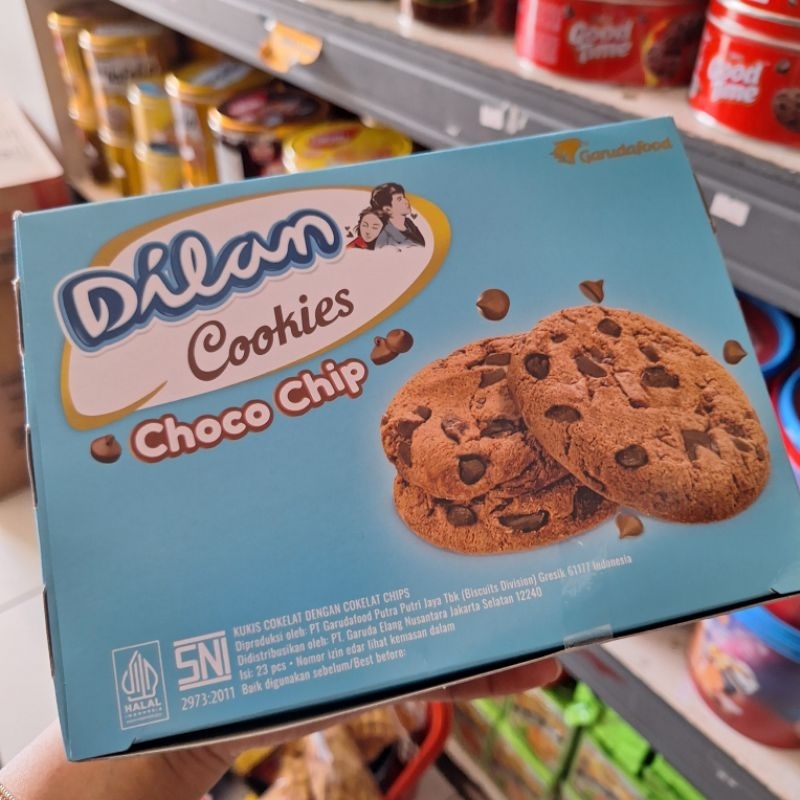 Good
Time
Good
Time
Garudafood
Dilan
Cookies
Choco Chip
KUKIS COKELAT DENGAN COKELAT CHIPS
Diproduksi oleh: PT Garudafood Putra Putri Jaya Tbk (Biscuits Division) Gresik 61177 Indonesia
Didistribusikan oleh: PT. Garuda Elang Nusantara Jakarta Selatan 12240
Isi: 23 pcs • Nomor izin edar lihat kemasan dalam
Baik digunakan sebelum/Best before:
HALAL
INDONESIA
SNI
2973:2011